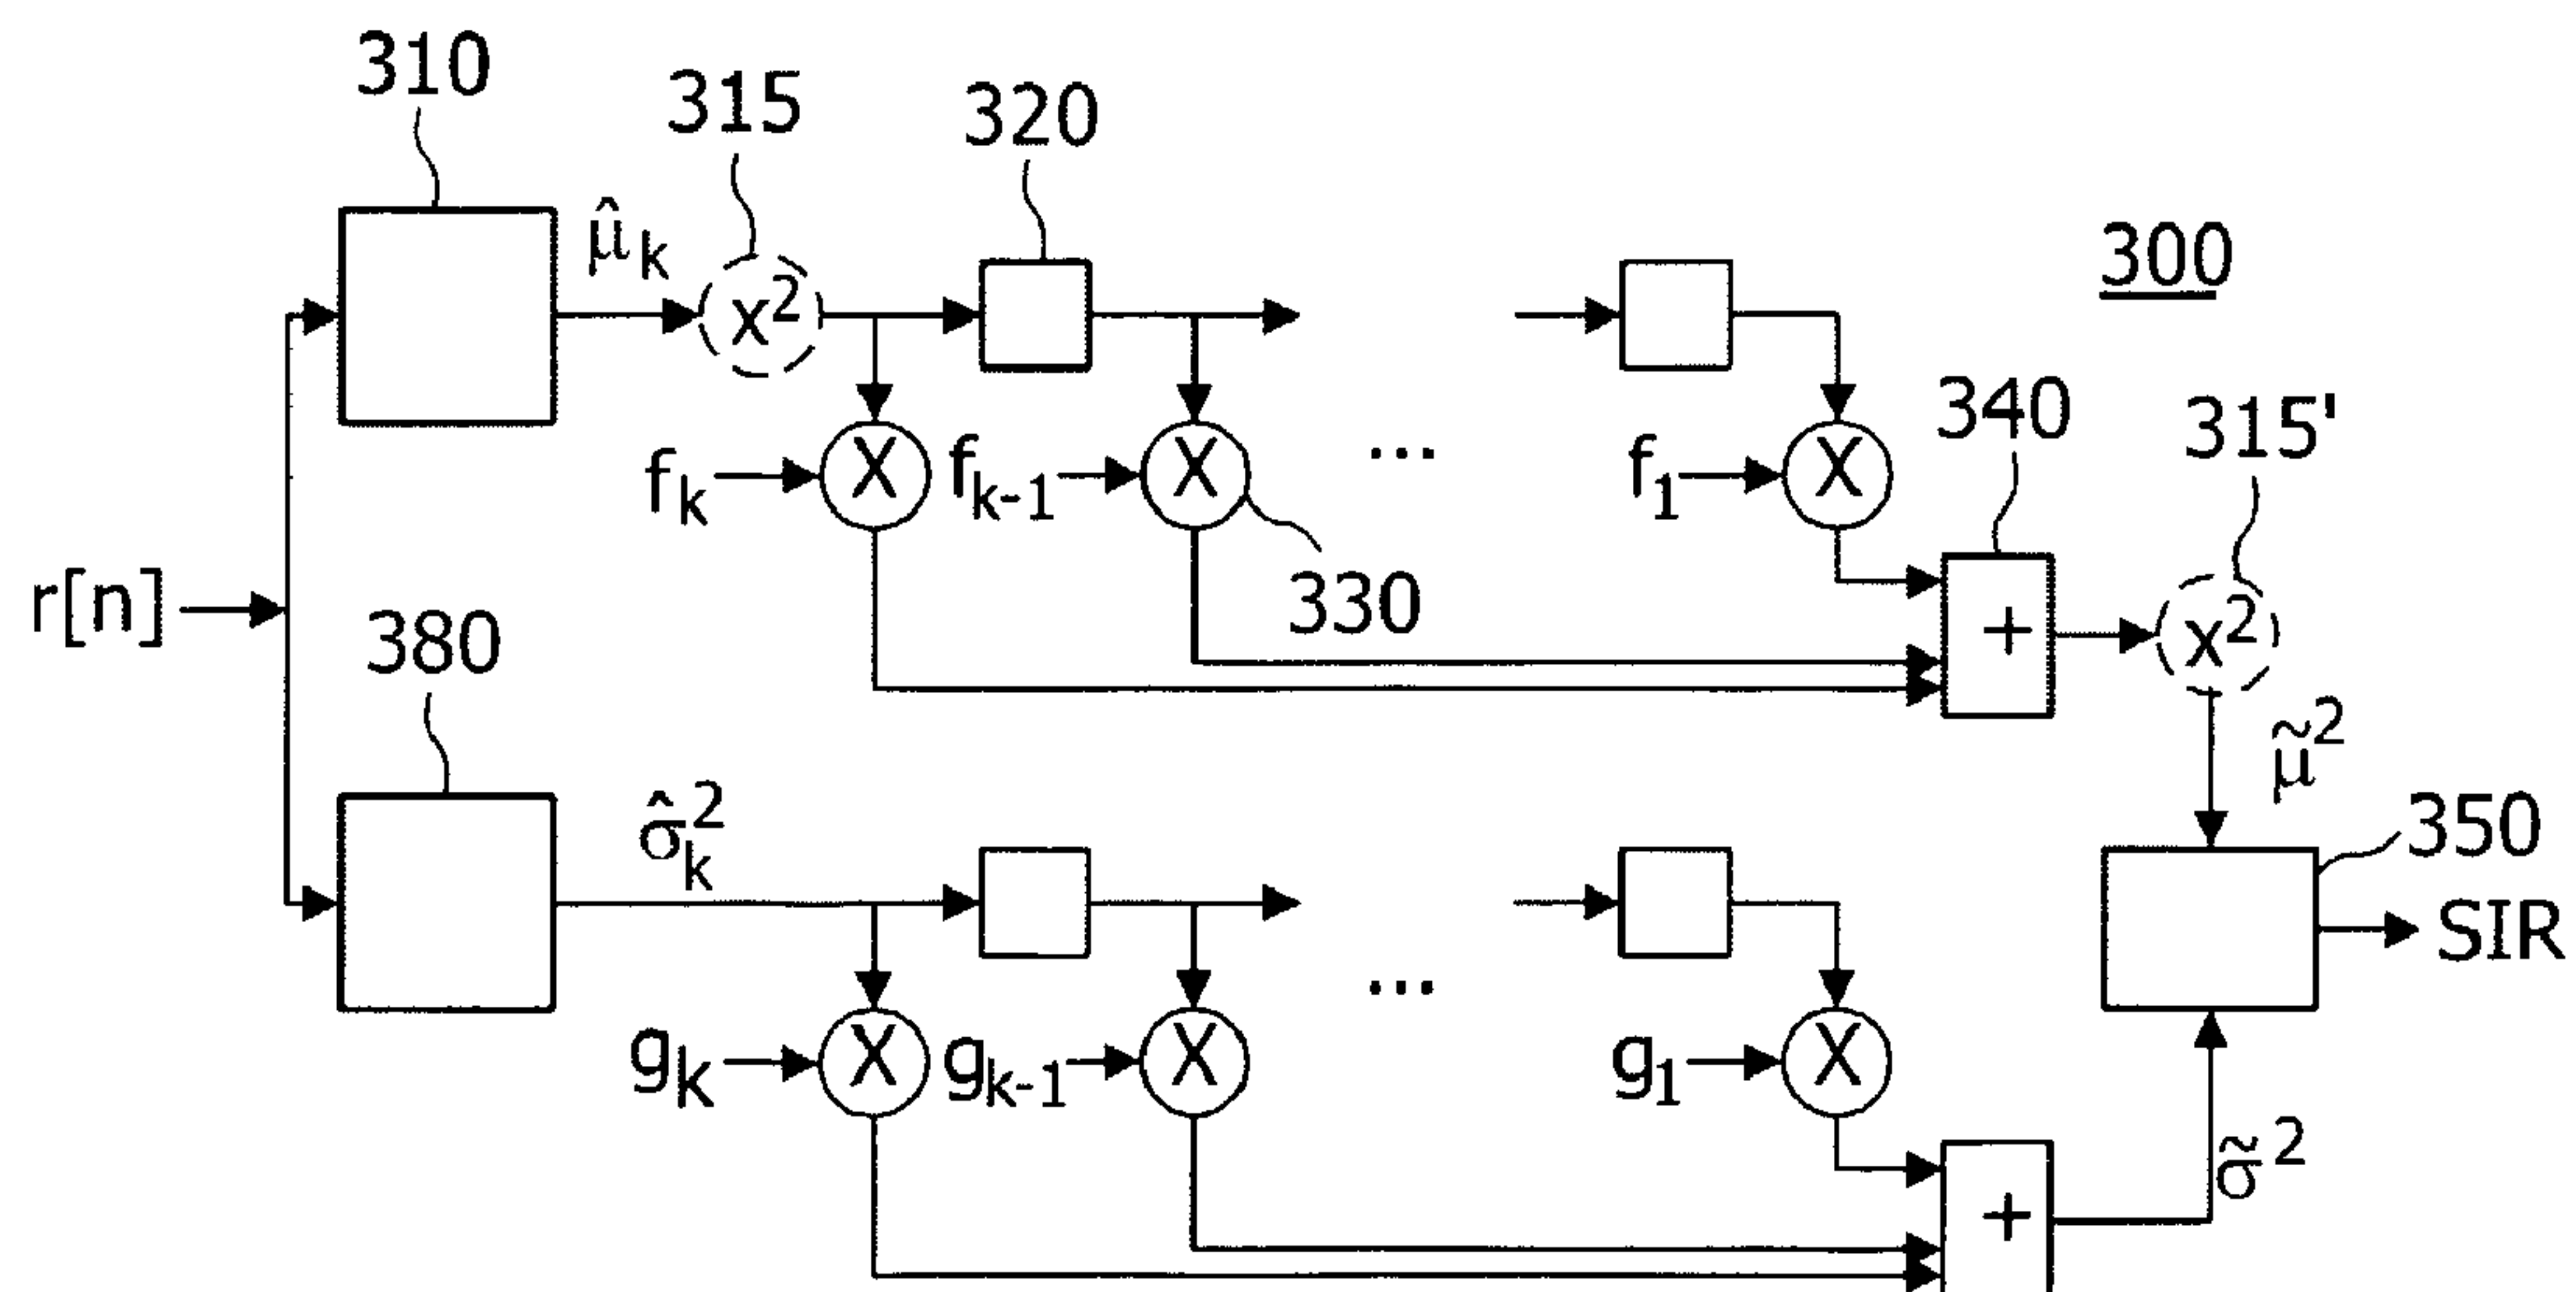 310
315
320
300
μ̂k
x²
fk
X
fk-1
X
...
f1
X
330
340
315'
+
x²
μ̃²
r[n]
380
σ̂²k
350
SIR
gk
X
gk-1
X
...
g1
X
+
σ̃²